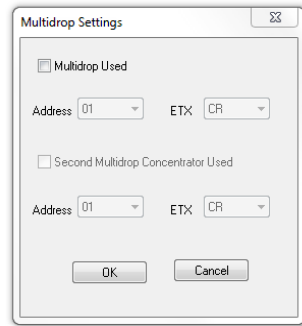 Multidrop Settings
Multidrop Used
Address 01 ETX CR
Second Multidrop Concentrator Used
Address 01 ETX CR
OK Cancel